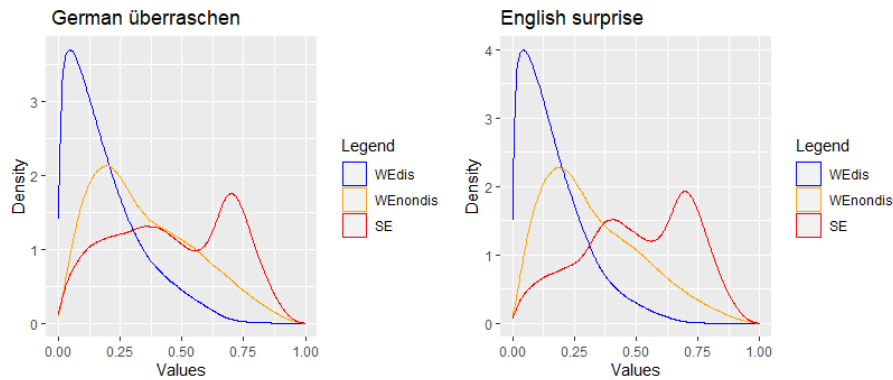 German überraschen
Density
3
2
1
0
0.00 0.25 0.50 0.75 1.00
Values
Legend
WEdis
WEnondis
SE
English surprise
Density
4
3
2
1
0
0.00 0.25 0.50 0.75 1.00
Values
Legend
WEdis
WEnondis
SE